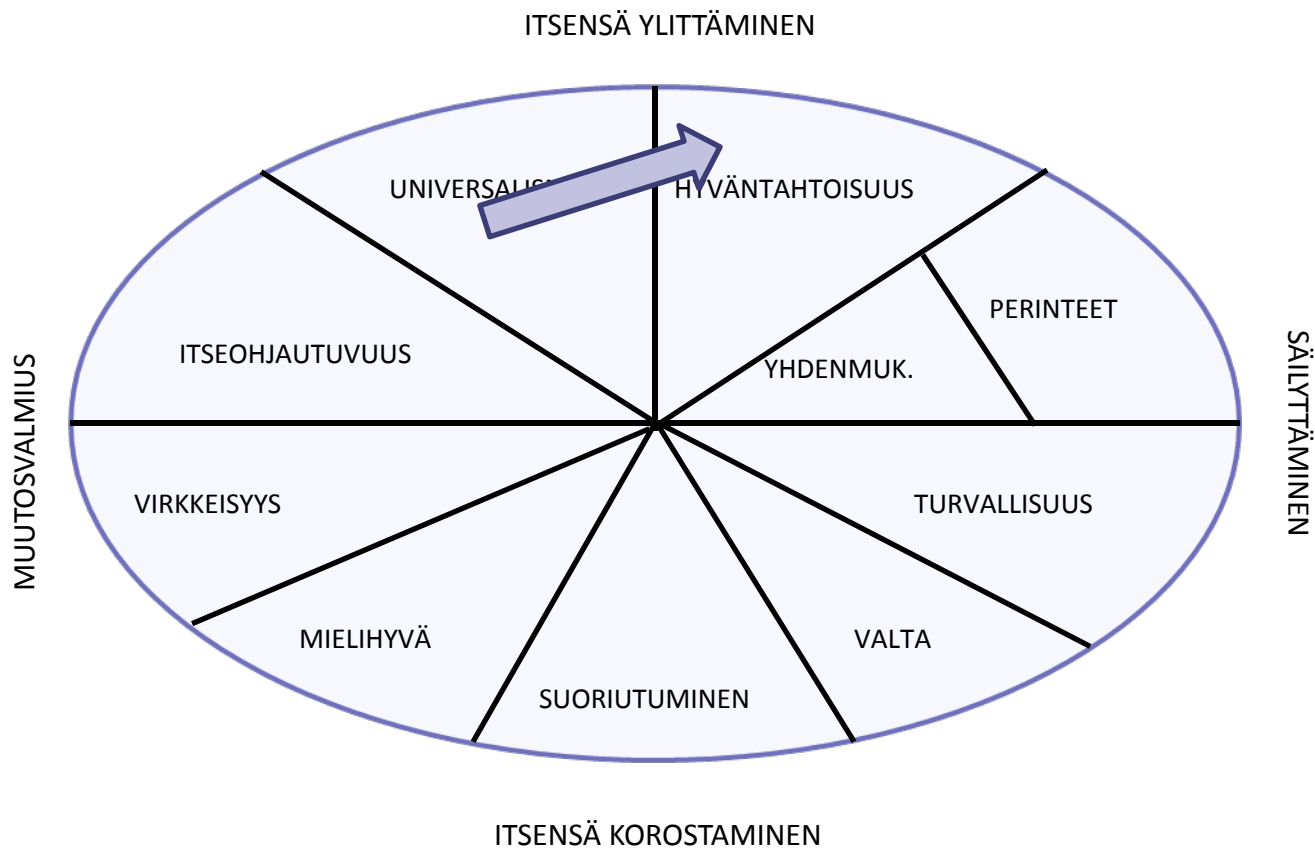 ITSENSÄ YLITTÄMINEN
HYVÄNTAHTOISUUS
PERINTEET
ITSEOHJAUTUVUUS
YHDENMUK.
MUUTOSVALMIUS
SÄILYTTÄMINEN
VIRKKEISYYS
TURVALLISUUS
MIELIHYVÄ
VALTA
SUORIUTUMINEN
ITSENSÄ KOROSTAMINEN